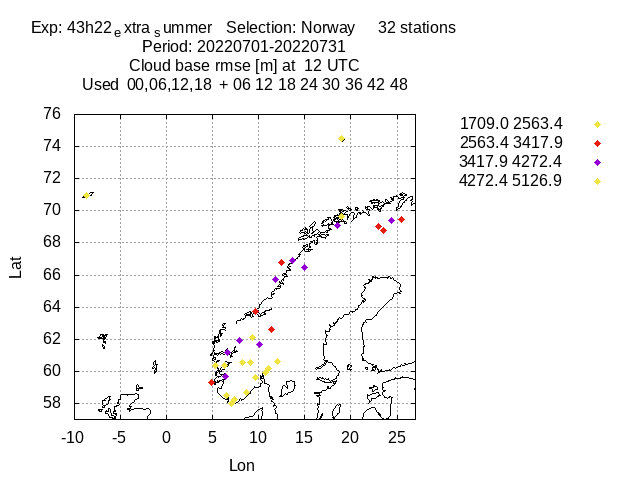 Exp: 43h22extrasummer   Selection: Norway     32 stations
Period: 20220701-20220731
Cloud base rmse [m] at  12 UTC
Used  00,06,12,18  + 06 12 18 24 30 36 42 48
1709.0 2563.4
2563.4 3417.9
3417.9 4272.4
4272.4 5126.9
76
74
72
70
68
66
64
62
60
58
Lat
-10 -5 0 5 10 15 20 25
Lon